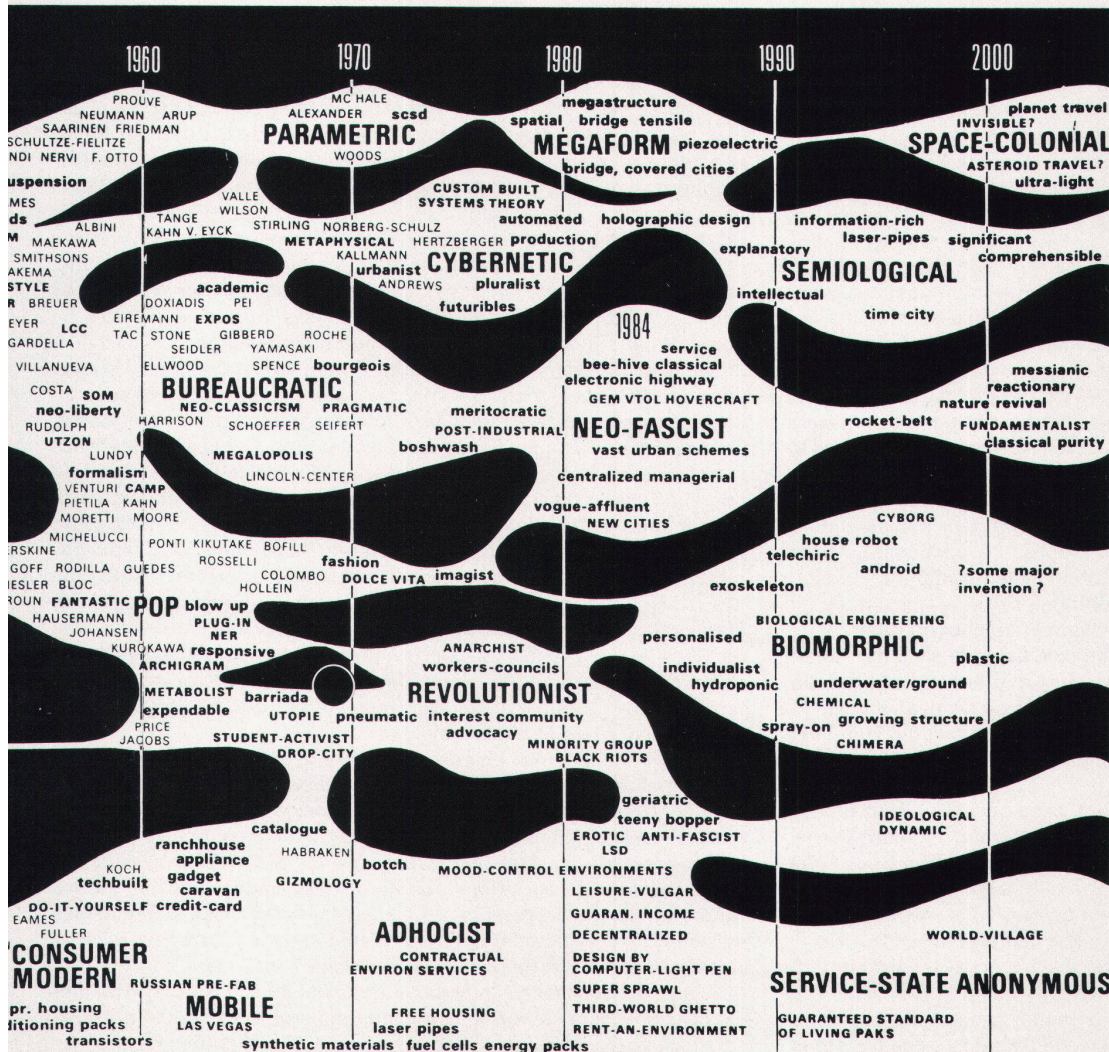 1960 1970 1980 1990 2000
PROUVE
NEUMANN ARUP
SAARINEN FRIEDMAN
SCHULTZE-FIELITZE
NDI NERVI F. OTTO
MC HALE
ALEXANDER scsd
PARAMETRIC
WOODS
megastructure
spatial bridge tensile
MEGAFORM piezoelectric
bridge, covered cities
planet travel
INVISIBLE?
SPACE-COLONIAL
ASTEROID TRAVEL?
ultra-light
uspension
AMES
ds
M
ALBINI
MAEKAWA
SMITHSONS
AKEMA
STYLE
R BREUER
EYER LCC
GARDELLA
VALLE
WILSON
TANGE
KAHN V. EYCK
STIRLING NORBERG-SCHULZ
CUSTOM BUILT
SYSTEMS THEORY
automated holographic design
METAPHYSICAL HERTZBERGER production
KALLMANN
urbanist CYBERNETIC
ANDREWS pluralist
futuribles
information-rich
laser-pipes significant
explanatory comprehensible
SEMIOLOGICAL
intellectual
time city
academic
DOXIADIS PEI
EIREMANN EXPOS
TAC STONE GIBBERD ROCHE
SEIDLER YAMASAKI
VILLANUEVA ELLWOOD SPENCE bourgeois
BUREAUCRATIC
COSTA SOM
neo-liberty
RUDOLPH
UTZON
LUNDY
NEO-CLASSICISM PRAGMATIC
HARRISON SCHOEFFER SEIFERT
MEGALOPOLIS
LINCOLN-CENTER
1984
service
bee-hive classical
electronic highway
GEM VTOL HOVERCRAFT
meritocratic
POST-INDUSTRIAL NEO-FASCIST
boshwash vast urban schemes
centralized managerial
vogue-affluent
NEW CITIES
messianic
reactionary
nature revival
rocket-belt FUNDAMENTALIST
classical purity
formalism
VENTURI CAMP
PIETILA KAHN
MORETTI MOORE
MICHELUCCI PONTI KIKUTAKE BOFILL
ERSKINE ROSSELLI fashion
GOFF RODILLA GUEDES COLOMBO DOLCE VITA imagist
IESLER BLOC HOLLEIN
ROUN FANTASTIC POP blow up
HAUSERMANN PLUG-IN
JOHANSEN NER
KUROKAWA responsive
ARCHIGRAM
METABOLIST barriada
expendable
PRICE
JACOBS
CYBORG
house robot
telechiric
android ?some major
exoskeleton invention ?
BIOLOGICAL ENGINEERING
personalised BIOMORPHIC
individualist plastic
hydroponic underwater/ground
CHEMICAL
spray-on growing structure
CHIMERA
ANARCHIST
workers-councils
REVOLUTIONIST
UTOPIE pneumatic interest community
advocacy
STUDENT-ACTIVIST
DROP-CITY
MINORITY GROUP
BLACK RIOTS
geriatric
teeny bopper
EROTIC ANTI-FASCIST
LSD
IDEOLOGICAL
DYNAMIC
catalogue
ranchhouse
appliance
KOCH gadget
techbuilt caravan
DO-IT-YOURSELF credit-card
EAMES
FULLER
CONSUMER
MODERN RUSSIAN PRE-FAB
HABRAKEN
botch
GIZMOLOGY
MOOD-CONTROL ENVIRONMENTS
LEISURE-VULGAR
GUARAN. INCOME
DECENTRALIZED
DESIGN BY
COMPUTER-LIGHT PEN
SUPER SPRAWL
THIRD-WORLD GHETTO
RENT-AN-ENVIRONMENT
ADHOCIST
CONTRACTUAL
ENVIRON SERVICES
WORLD-VILLAGE
SERVICE-STATE ANONYMOUS
GUARANTEED STANDARD
OF LIVING PAKS
pr. housing
ditioning packs
transistors
MOBILE
LAS VEGAS
FREE HOUSING
laser pipes
synthetic materials fuel cells energy packs